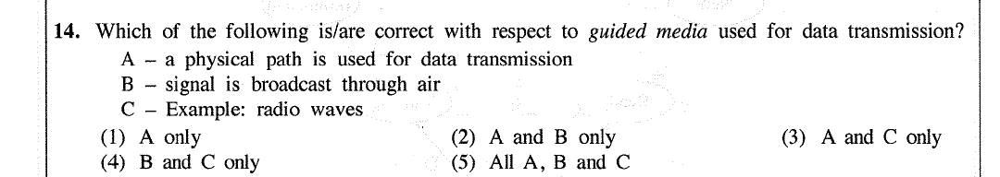 14. Which of the following is/are correct with respect to guided media used for data transmission?
A – a physical path is used for data transmission
B – signal is broadcast through air
C – Example: radio waves
(1) A only (2) A and B only (3) A and C only
(4) B and C only (5) All A, B and C